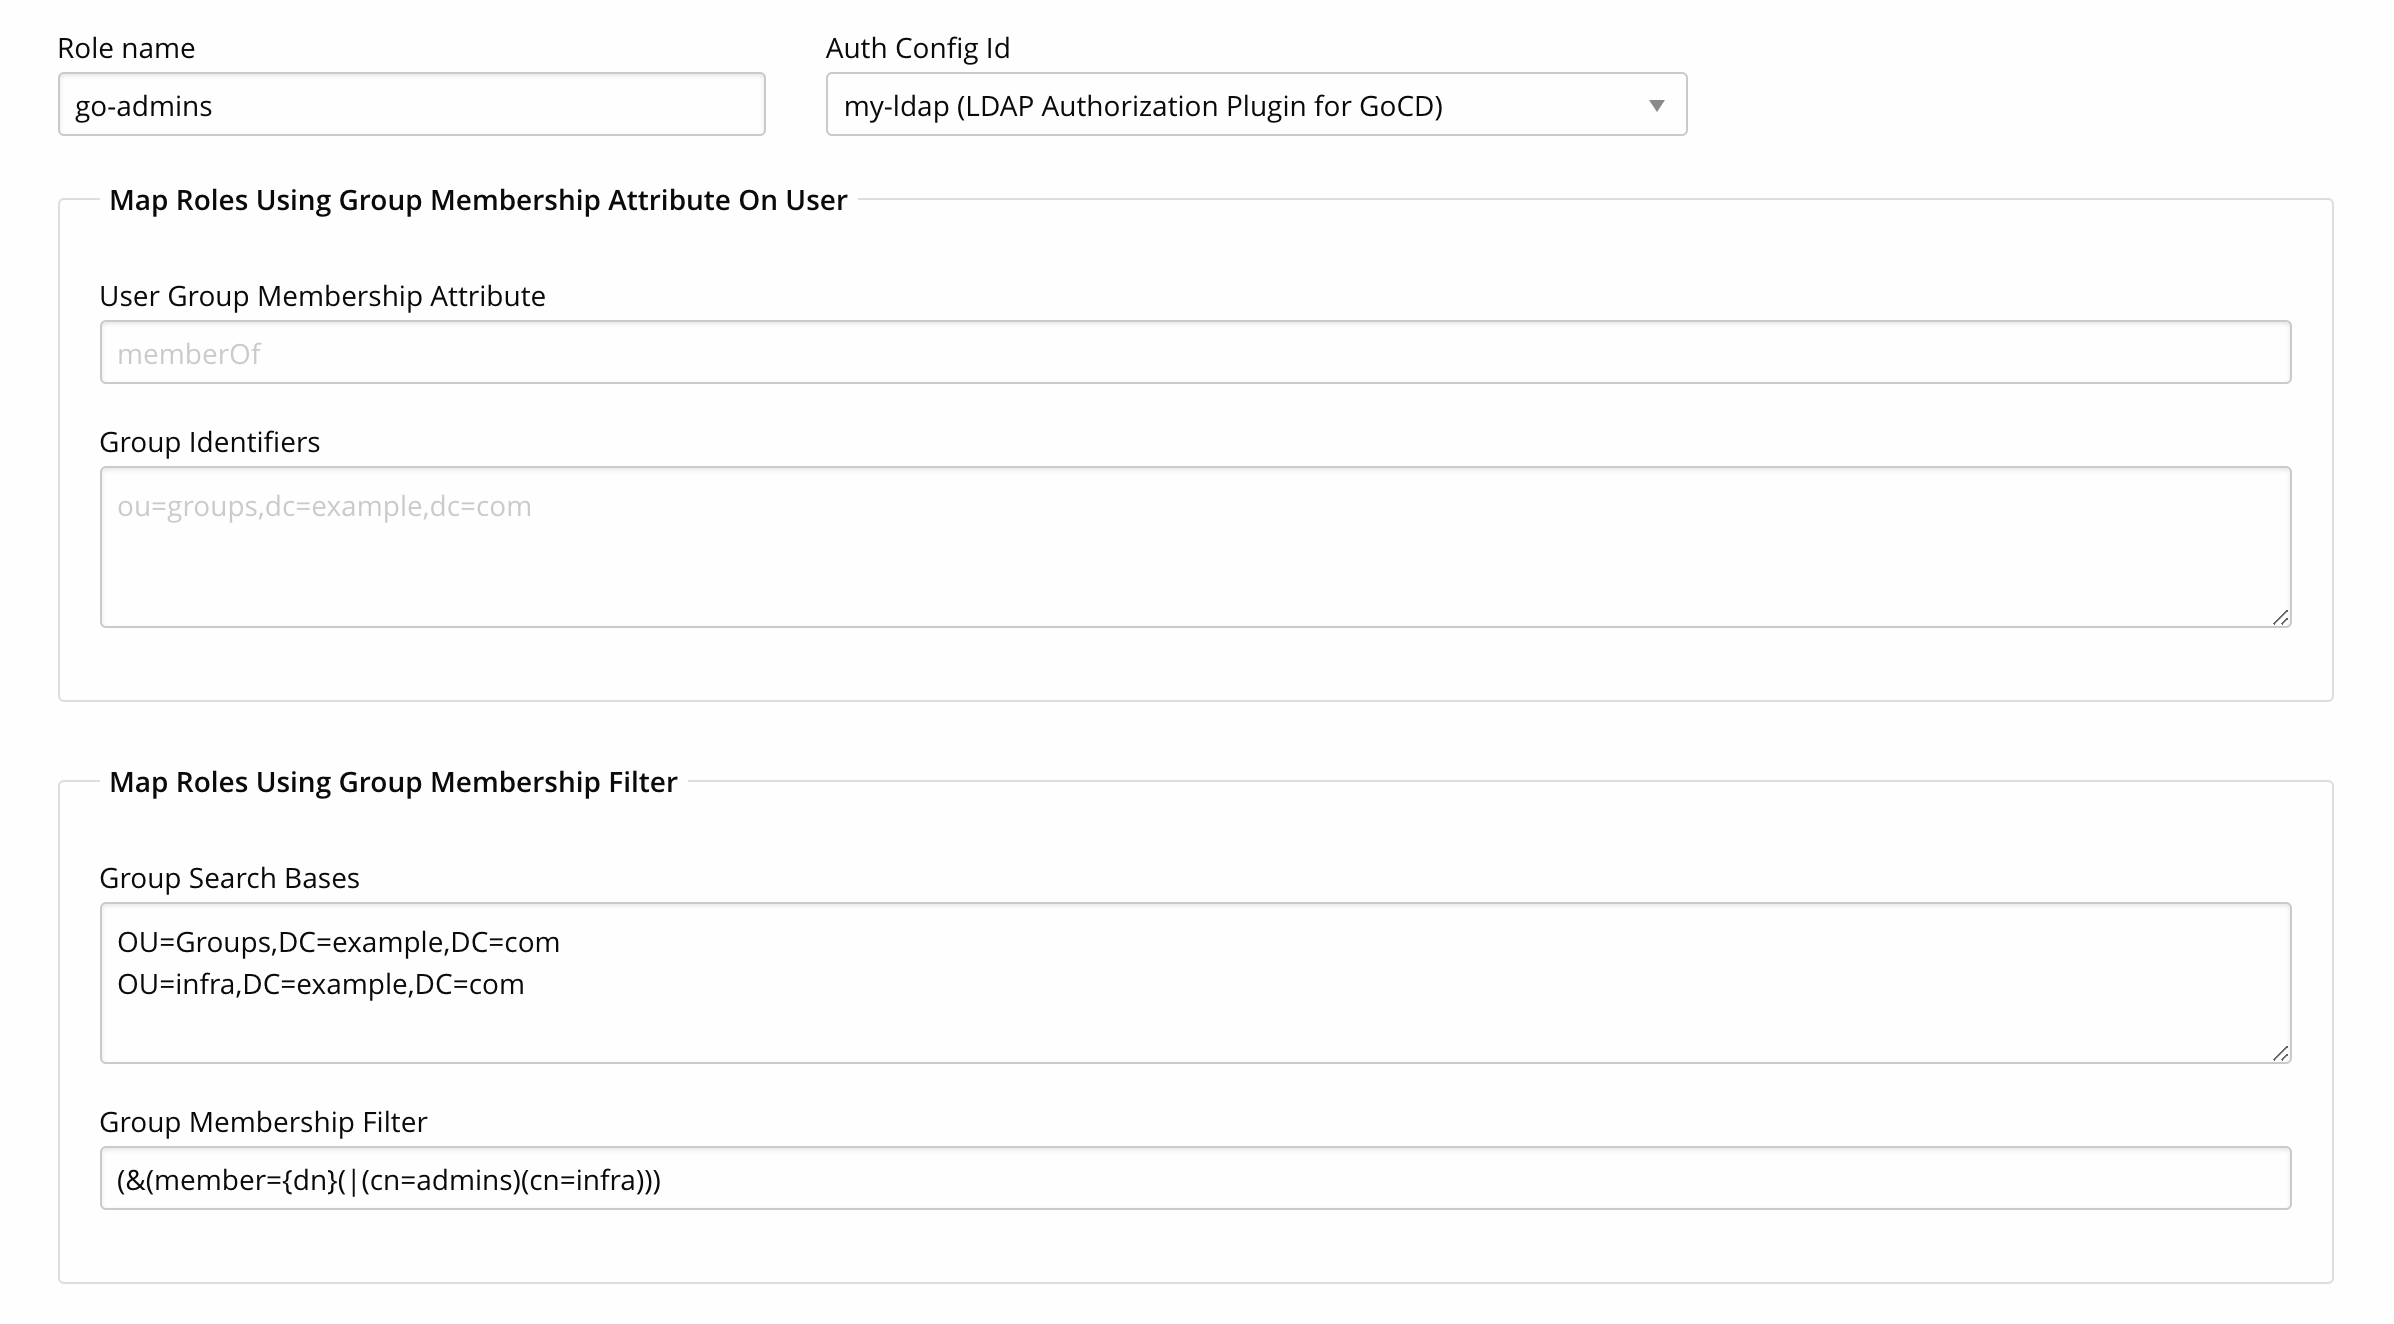 Role name
go-admins
Auth Config Id
my-ldap (LDAP Authorization Plugin for GoCD)
Map Roles Using Group Membership Attribute On User
User Group Membership Attribute
memberOf
Group Identifiers
ou=groups,dc=example,dc=com
Map Roles Using Group Membership Filter
Group Search Bases
OU=Groups,DC=example,DC=com
OU=infra,DC=example,DC=com
Group Membership Filter
(&(member={dn}(|(cn=admins)(cn=infra)))